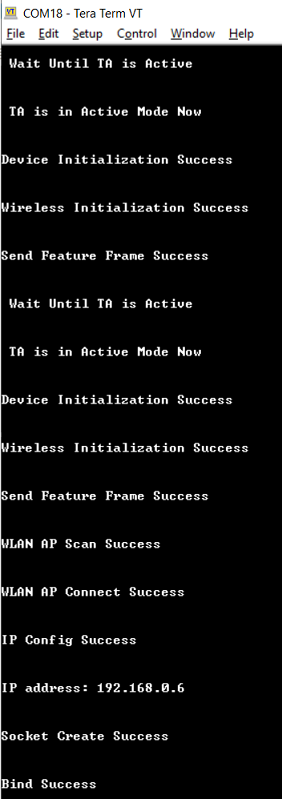 COM18 - Tera Term VT
File Edit Setup Control Window Help
Wait Until TA is Active
TA is in Active Mode Now
Device Initialization Success
Wireless Initialization Success
Send Feature Frame Success
Wait Until TA is Active
TA is in Active Mode Now
Device Initialization Success
Wireless Initialization Success
Send Feature Frame Success
WLAN AP Scan Success
WLAN AP Connect Success
IP Config Success
IP address: 192.168.0.6
Socket Create Success
Bind Success